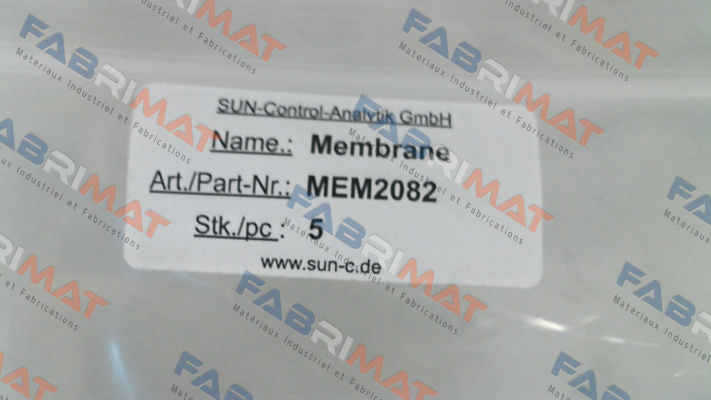 SUN-Control-Analytik GmbH
Name.: Membrane
Art./Part-Nr.: MEM2082
Stk./pc : 5
www.sun-c.de
FABRIMAT
Materiaux Industriel et Fabrications